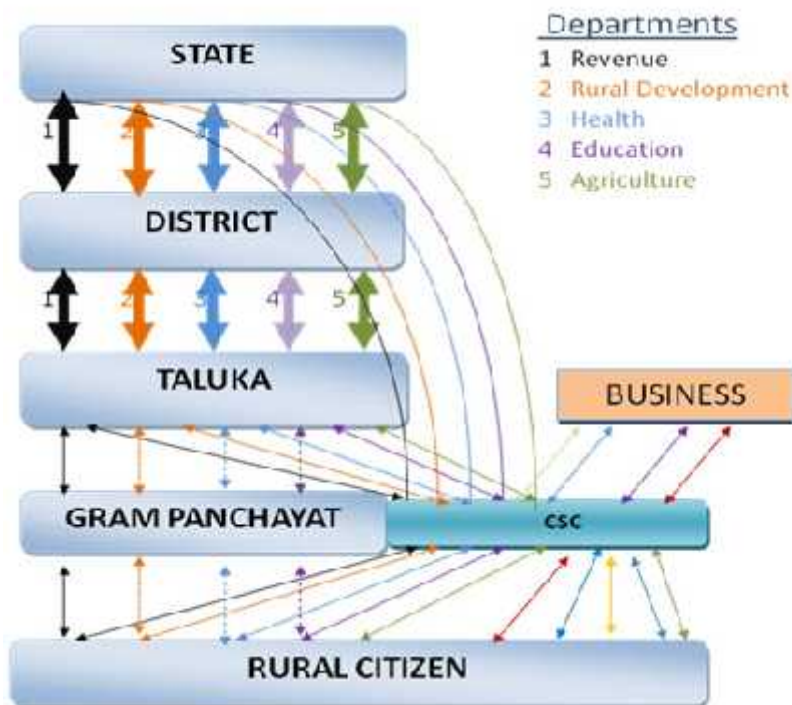 STATE
Departments
1 Revenue
2 Rural Development
3 Health
4 Education
5 Agriculture
1 2 3 4 5
DISTRICT
1 2 3 4 5
TALUKA
BUSINESS
GRAM PANCHAYAT
CSC
RURAL CITIZEN